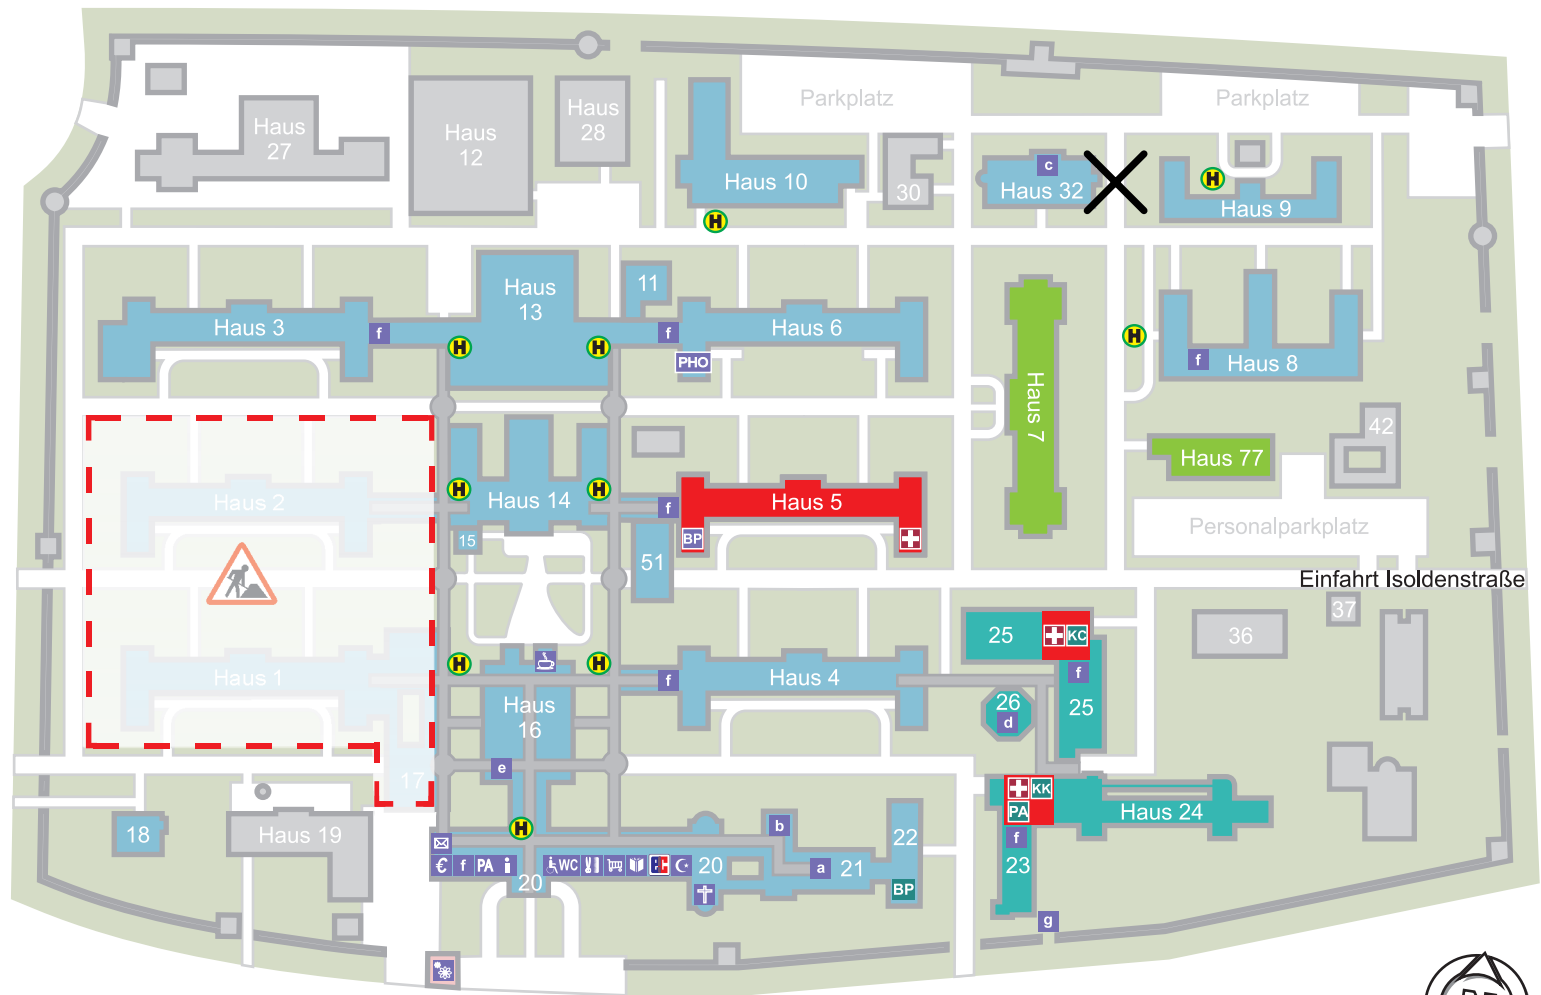 Parkplatz
Parkplatz
Haus
27
Haus
12
Haus
28
Haus 10
30
c
Haus 32
H
Haus 9
H
Haus
13
11
Haus 3
f
H
H
f
Haus 6
PHO
H
f
Haus 8
Haus 7
42
Haus 77
Haus 2
H
Haus 14
H
f
Haus 5
BP
15
51
Personalparkplatz
Einfahrt Isoldenstraße
37
36
25
KC
Haus 1
H
H
f
Haus 4
f
25
26
d
Haus
16
e
17
KK
PA
Haus 24
f
23
18
Haus 19
H
b
22
€ f PA i
WC
20
a
21
20
BP
g